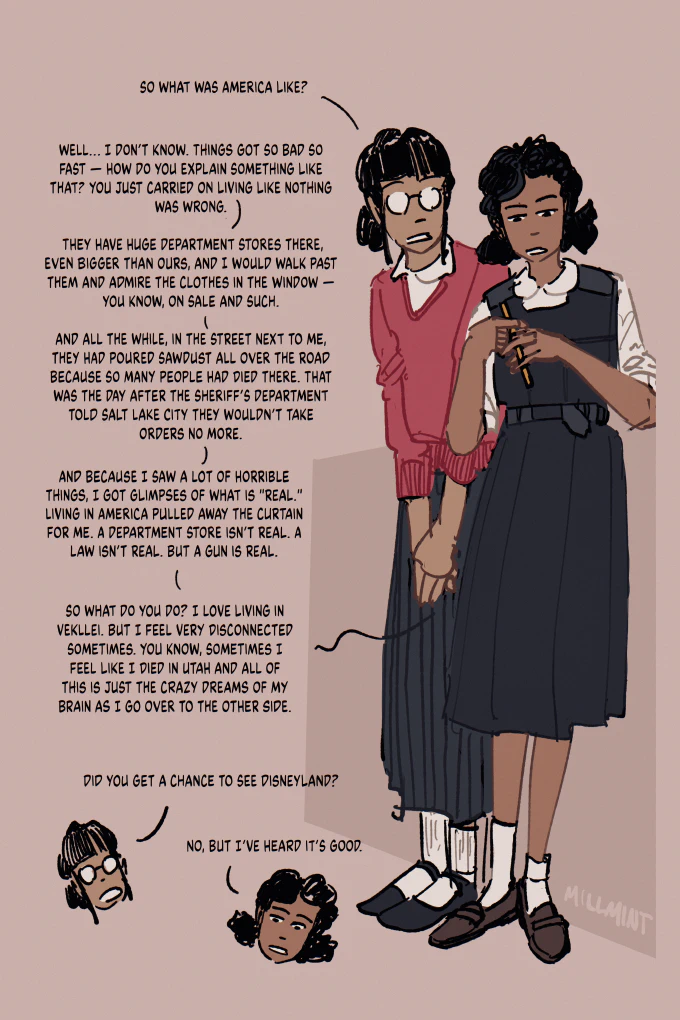 SO WHAT WAS AMERICA LIKE?
WELL... I DON'T KNOW. THINGS GOT SO BAD SO
FAST — HOW DO YOU EXPLAIN SOMETHING LIKE
THAT? YOU JUST CARRIED ON LIVING LIKE NOTHING
WAS WRONG.
THEY HAVE HUGE DEPARTMENT STORES THERE,
EVEN BIGGER THAN OURS, AND I WOULD WALK PAST
THEM AND ADMIRE THE CLOTHES IN THE WINDOW —
YOU KNOW, ON SALE AND SUCH.
AND ALL THE WHILE, IN THE STREET NEXT TO ME,
THEY HAD POURED SAWDUST ALL OVER THE ROAD
BECAUSE SO MANY PEOPLE HAD DIED THERE. THAT
WAS THE DAY AFTER THE SHERIFF'S DEPARTMENT
TOLD SALT LAKE CITY THEY WOULDN'T TAKE
ORDERS NO MORE.
AND BECAUSE I SAW A LOT OF HORRIBLE
THINGS, I GOT GLIMPSES OF WHAT IS "REAL."
LIVING IN AMERICA PULLED AWAY THE CURTAIN
FOR ME. A DEPARTMENT STORE ISN'T REAL. A
LAW ISN'T REAL. BUT A GUN IS REAL.
SO WHAT DO YOU DO? I LOVE LIVING IN
VEKLLEI. BUT I FEEL VERY DISCONNECTED
SOMETIMES. YOU KNOW, SOMETIMES I
FEEL LIKE I DIED IN UTAH AND ALL OF
THIS IS JUST THE CRAZY DREAMS OF MY
BRAIN AS I GO OVER TO THE OTHER SIDE.
DID YOU GET A CHANCE TO SEE DISNEYLAND?
NO, BUT I'VE HEARD IT'S GOOD.
MILLMINT